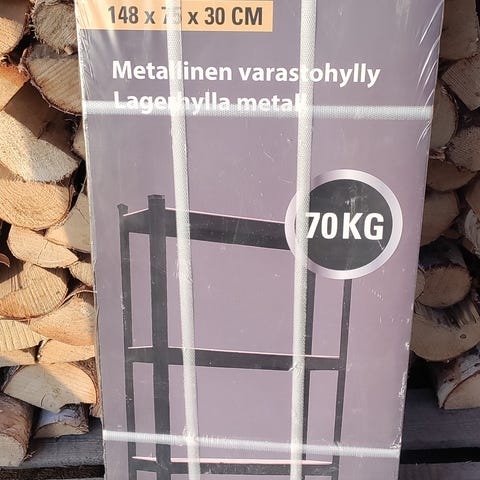 148 x 75 x 30 CM
Metallinen varastohylly
Lagerhylla metall
70 KG